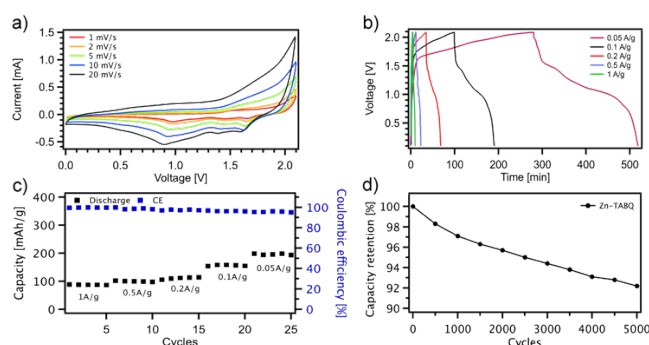 a)
1.5
1.0
0.5
0.0
-0.5
Current [mA]
1 mV/s
2 mV/s
5 mV/s
10 mV/s
20 mV/s
0.0 0.5 1.0 1.5 2.0
Voltage [V]
b)
2.0
1.5
1.0
0.5
Voltage [V]
0.05 A/g
0.1 A/g
0.2 A/g
0.5 A/g
1 A/g
0 100 200 300 400 500
Time [min]
c)
400
300
200
100
0
Capacity [mAh/g]
Discharge CE
1A/g
0.5A/g
0.2A/g
0.1A/g
0.05A/g
100
80
60
40
20
0
Coulombic efficiency [%]
5 10 15 20 25
Cycles
d)
100
98
96
94
92
90
Capacity retention [%]
Zn-TABQ
0 1000 2000 3000 4000 5000
Cycles